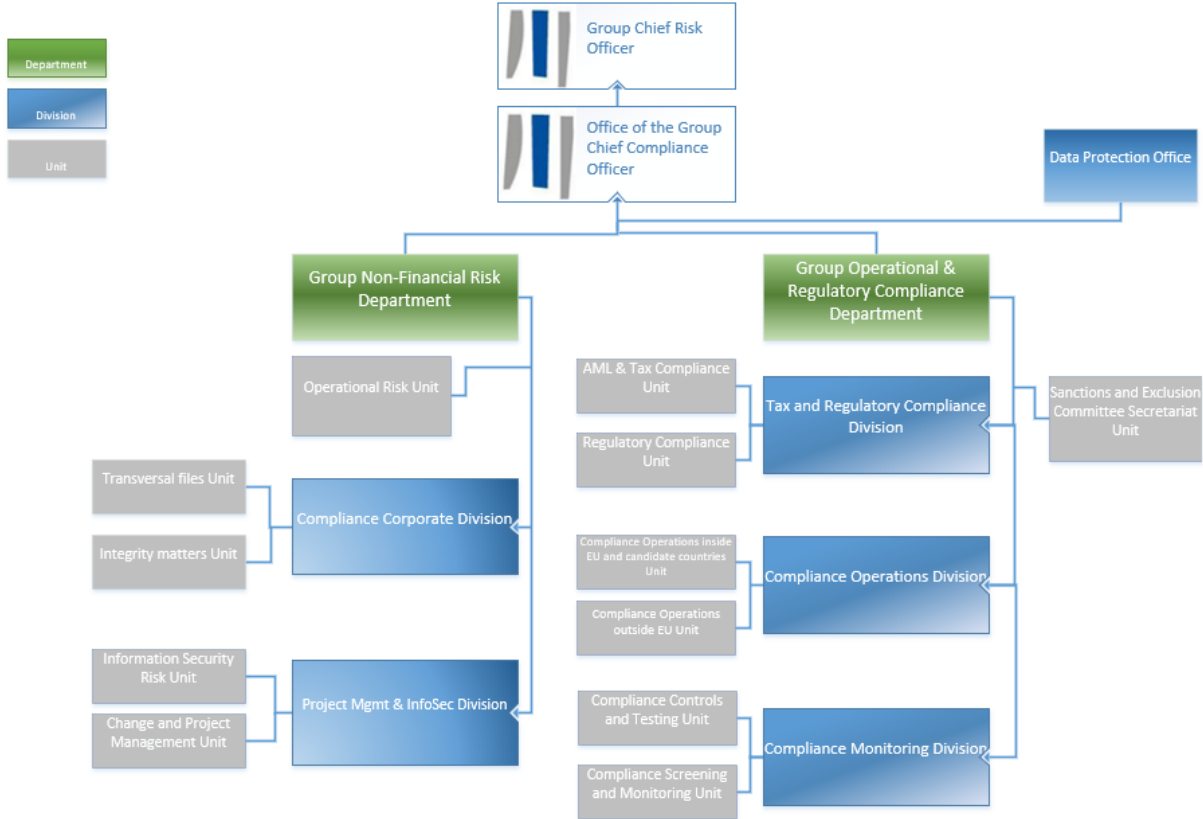 Group Chief Risk
Officer
Department
Division
Unit
Office of the Group
Chief Compliance
Officer
Data Protection Office
Group Non-Financial Risk
Department
Group Operational &
Regulatory Compliance
Department
Operational Risk Unit
AML & Tax Compliance
Unit
Regulatory Compliance
Unit
Tax and Regulatory Compliance
Division
Sanctions and Exclusion
Committee Secretariat
Unit
Transversal files Unit
Integrity matters Unit
Compliance Corporate Division
Compliance Operations inside
EU and candidate countries
Unit
Compliance Operations
outside EU Unit
Compliance Operations Division
Information Security
Risk Unit
Change and Project
Management Unit
Project Mgmt & InfoSec Division
Compliance Controls
and Testing Unit
Compliance Screening
and Monitoring Unit
Compliance Monitoring Division